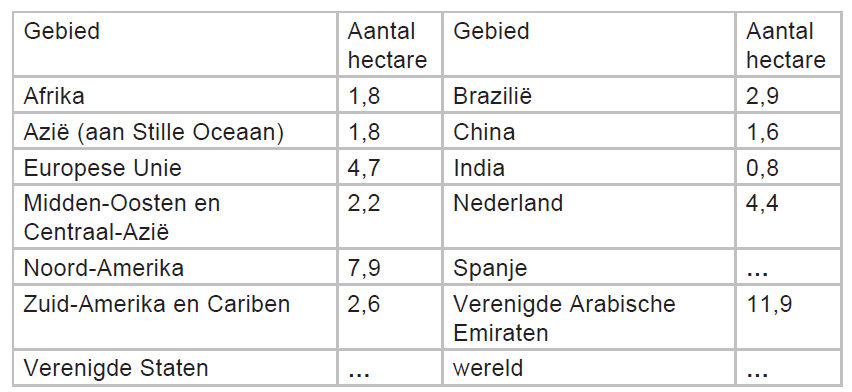 Gebied Aantal hectare Gebied Aantal hectare
Afrika 1,8 Brazilië 2,9
Azië (aan Stille Oceaan) 1,8 China 1,6
Europese Unie 4,7 India 0,8
Midden-Oosten en Centraal-Azië 2,2 Nederland 4,4
Noord-Amerika 7,9 Spanje ...
Zuid-Amerika en Cariben 2,6 Verenigde Arabische Emiraten 11,9
Verenigde Staten ... wereld ...